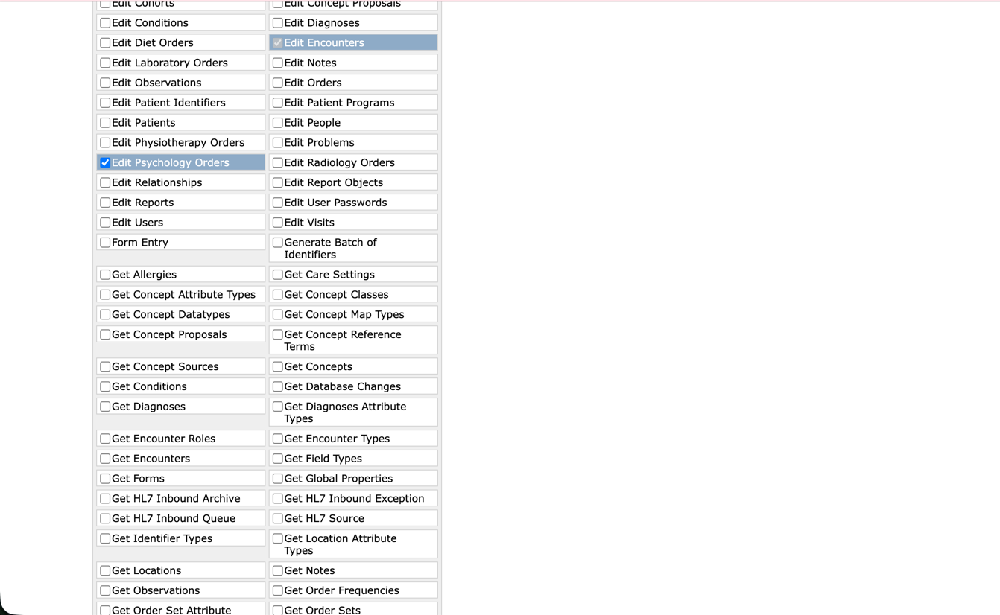 Edit Cohorts
Edit Concept Proposals
Edit Conditions
Edit Diagnoses
Edit Diet Orders
Edit Encounters
Edit Laboratory Orders
Edit Notes
Edit Observations
Edit Orders
Edit Patient Identifiers
Edit Patient Programs
Edit Patients
Edit People
Edit Physiotherapy Orders
Edit Problems
Edit Psychology Orders
Edit Radiology Orders
Edit Relationships
Edit Report Objects
Edit Reports
Edit User Passwords
Edit Users
Edit Visits
Form Entry
Generate Batch of
Identifiers
Get Allergies
Get Care Settings
Get Concept Attribute Types
Get Concept Classes
Get Concept Datatypes
Get Concept Map Types
Get Concept Proposals
Get Concept Reference
Terms
Get Concept Sources
Get Concepts
Get Conditions
Get Database Changes
Get Diagnoses
Get Diagnoses Attribute
Types
Get Encounter Roles
Get Encounter Types
Get Encounters
Get Field Types
Get Forms
Get Global Properties
Get HL7 Inbound Archive
Get HL7 Inbound Exception
Get HL7 Inbound Queue
Get HL7 Source
Get Identifier Types
Get Location Attribute
Types
Get Locations
Get Notes
Get Observations
Get Order Frequencies
Get Order Set Attribute
Get Order Sets